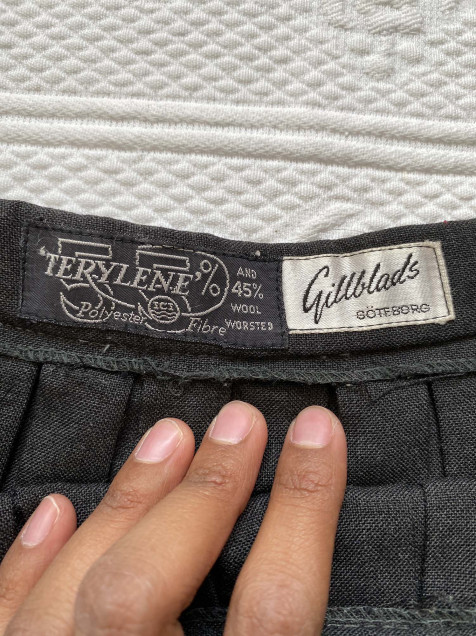 55
'TERYLENE' %
Polyester Fibre
ICI
AND
45%
WOOL
WORSTED
Gillblads
GÖTEBORG